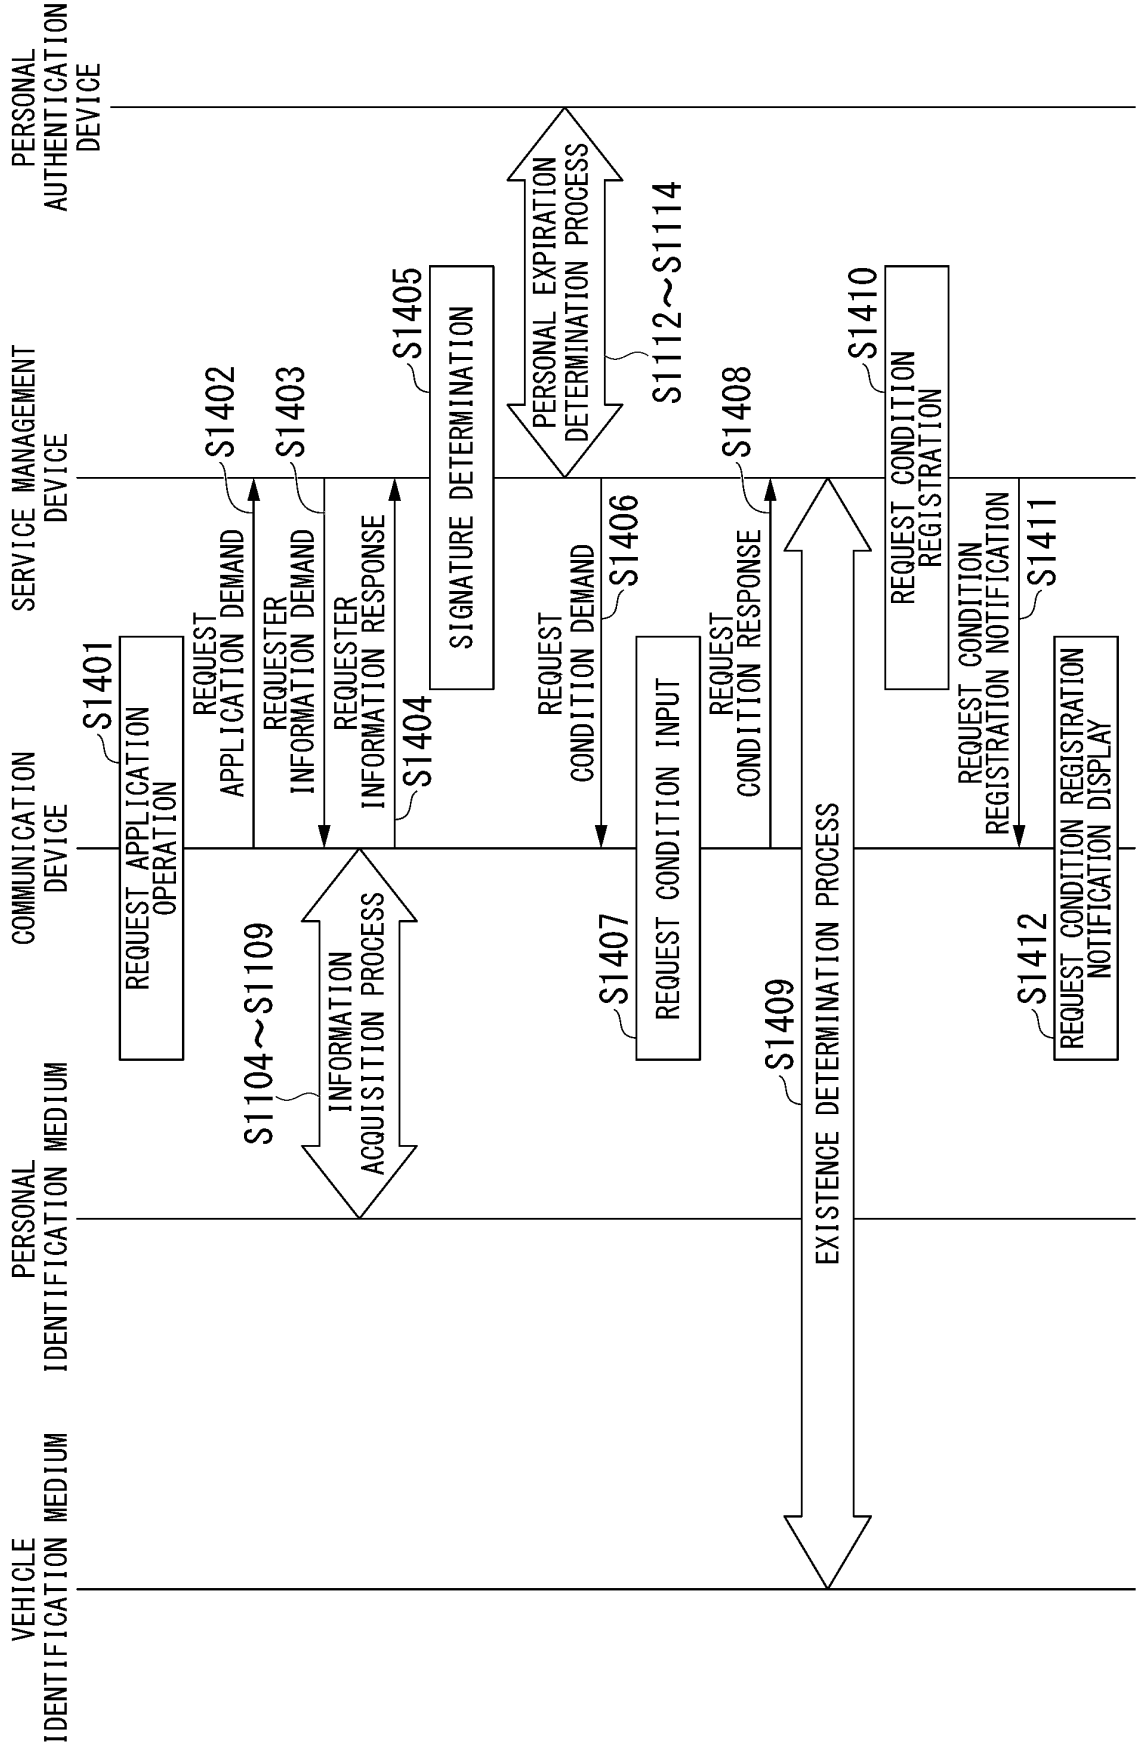 VEHICLE
IDENTIFICATION MEDIUM
PERSONAL
IDENTIFICATION MEDIUM
COMMUNICATION
DEVICE
SERVICE MANAGEMENT
DEVICE
PERSONAL
AUTHENTICATION
DEVICE
S1401
REQUEST APPLICATION
OPERATION
REQUEST
APPLICATION DEMAND
S1402
REQUESTER
INFORMATION DEMAND
S1403
S1104~S1109
INFORMATION
ACQUISITION PROCESS
REQUESTER
INFORMATION RESPONSE
S1404
S1405
SIGNATURE DETERMINATION
PERSONAL EXPIRATION
DETERMINATION PROCESS
S1112~S1114
REQUEST
CONDITION DEMAND
S1406
S1407
REQUEST CONDITION INPUT
REQUEST
CONDITION RESPONSE
S1408
S1409
EXISTENCE DETERMINATION PROCESS
S1410
REQUEST CONDITION
REGISTRATION
REQUEST CONDITION
REGISTRATION NOTIFICATION
S1411
S1412
REQUEST CONDITION REGISTRATION
NOTIFICATION DISPLAY